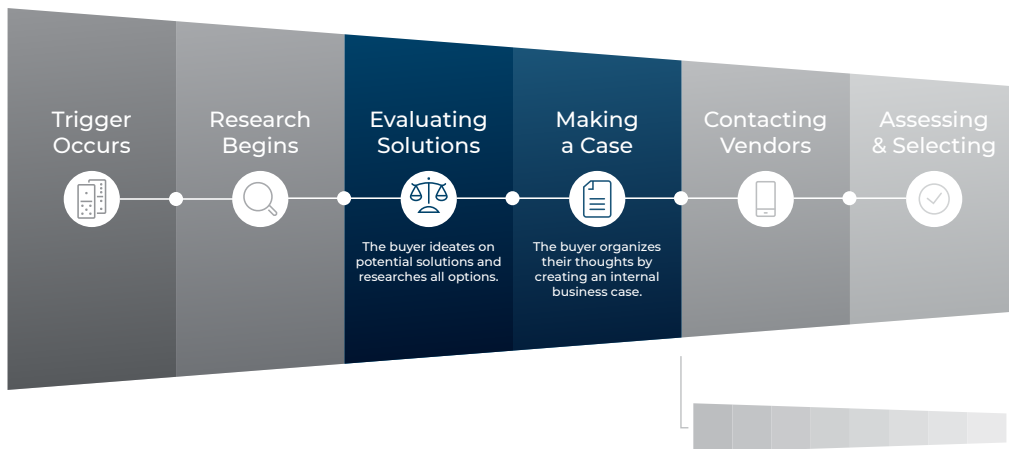 Trigger
Occurs
Research
Begins
Evaluating
Solutions
Making
a Case
Contacting
Vendors
Assessing
& Selecting
The buyer ideates on
potential solutions and
researches all options.
The buyer organizes
their thoughts by
creating an internal
business case.